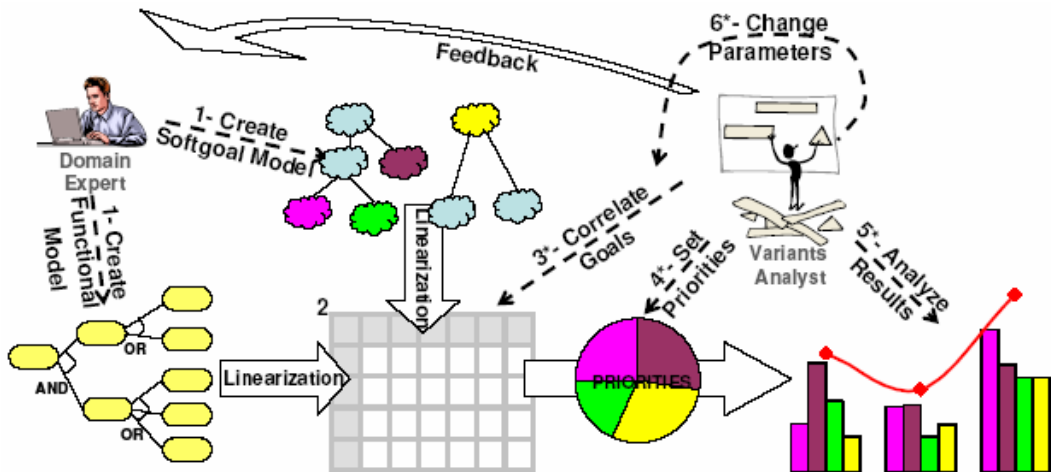 6*- Change
Parameters
Feedback
1- Create
Softgoal Model
Domain
Expert
1- Create
Functional
Model
Linearization
3*- Correlate
Goals
4*- Set
Priorities
Variants
Analyst
5*- Analyze
Results
2
OR
AND
OR
Linearization
PRIORITIES